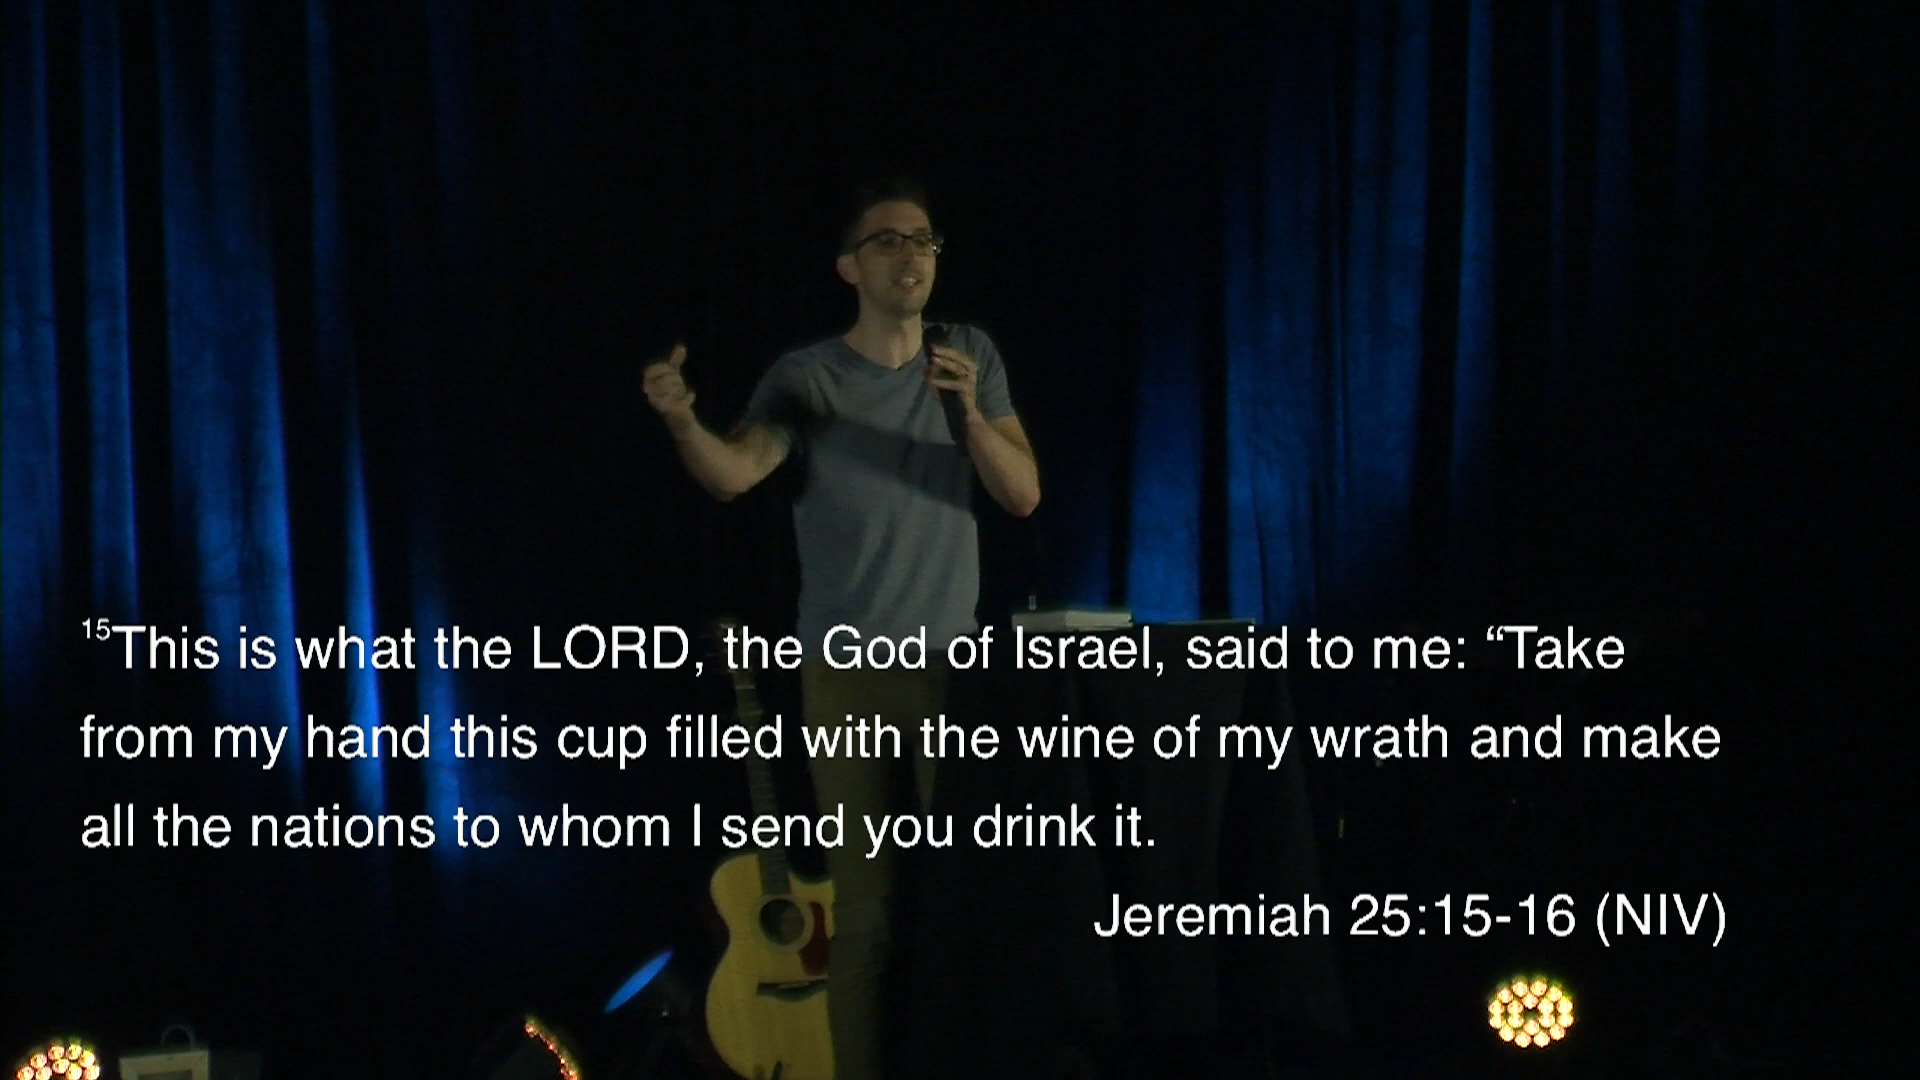 15This is what the LORD, the God of Israel, said to me: “Take
from my hand this cup filled with the wine of my wrath and make
all the nations to whom I send you drink it.
Jeremiah 25:15-16 (NIV)